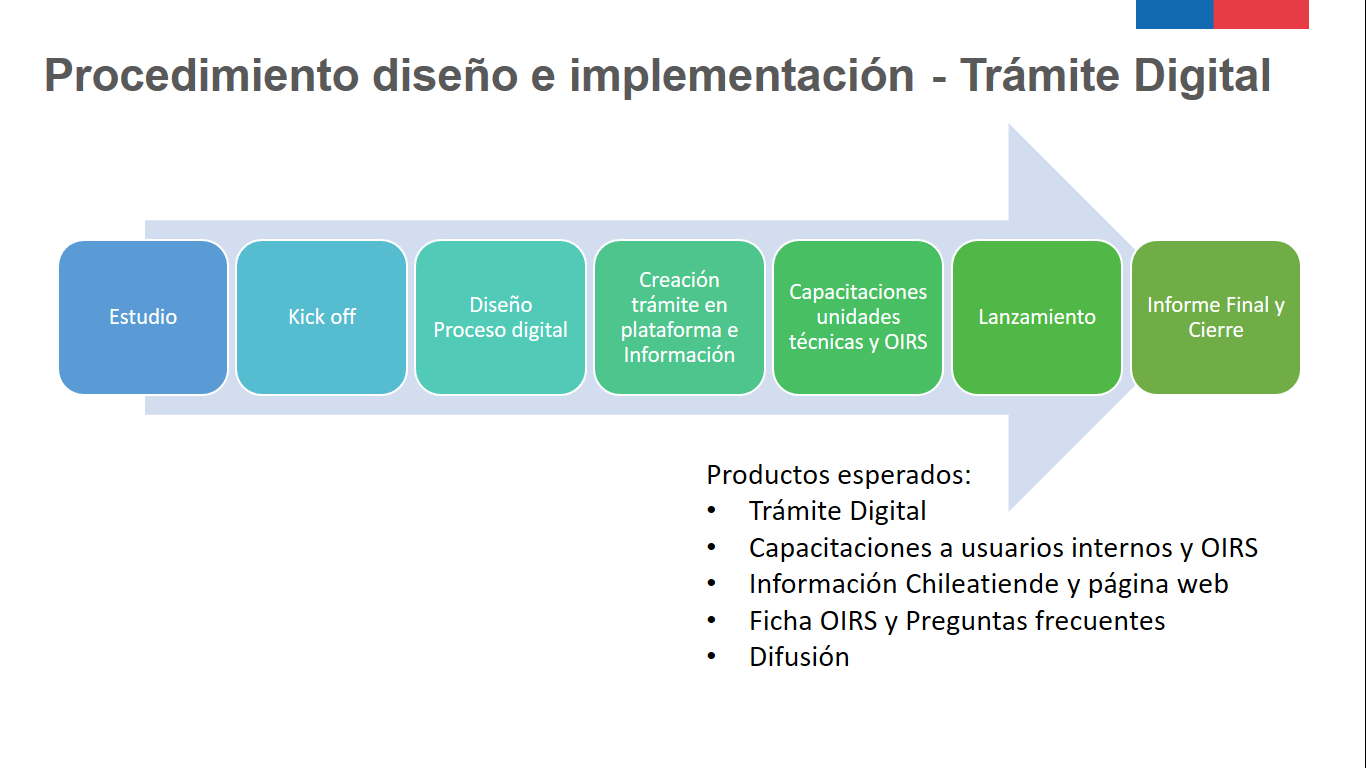 Procedimiento diseño e implementación - Trámite Digital
Estudio
Kick off
Diseño
Proceso digital
Creación
trámite en
plataforma e
Información
Capacitaciones
unidades
técnicas y OIRS
Lanzamiento
Informe Final y
Cierre
Productos esperados:
• Trámite Digital
• Capacitaciones a usuarios internos y OIRS
• Información Chileatiende y página web
• Ficha OIRS y Preguntas frecuentes
• Difusión